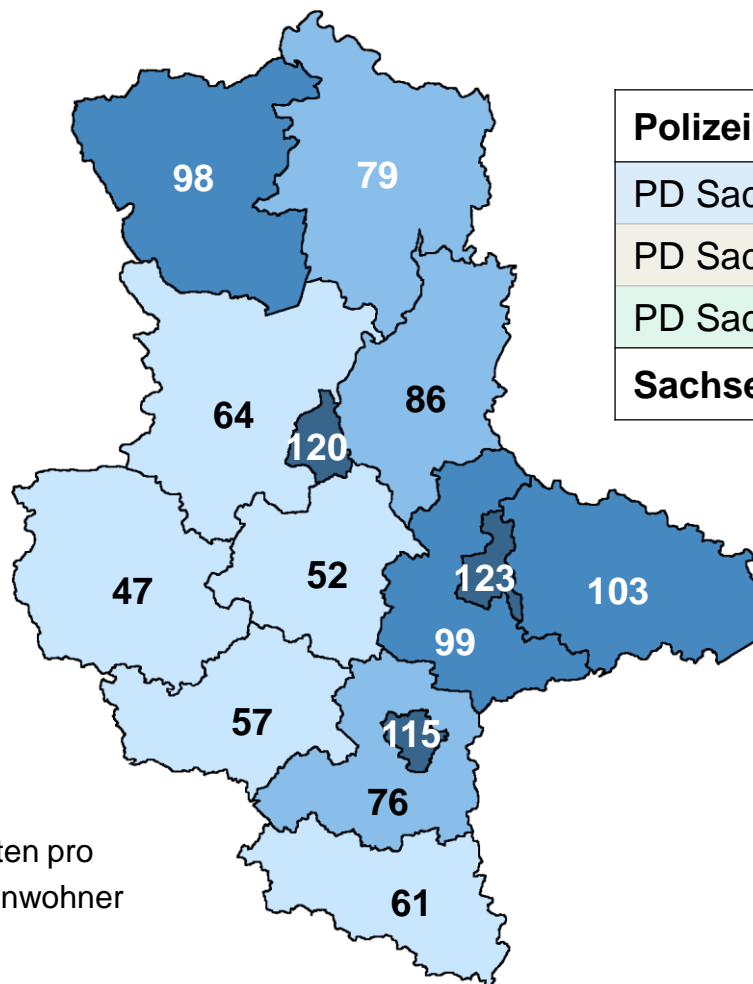 98
79
Polizei
PD Sac
PD Sac
PD Sac
Sachse
64
120
86
47
52
123
103
99
57
115
76
ten pro
nwohner
61